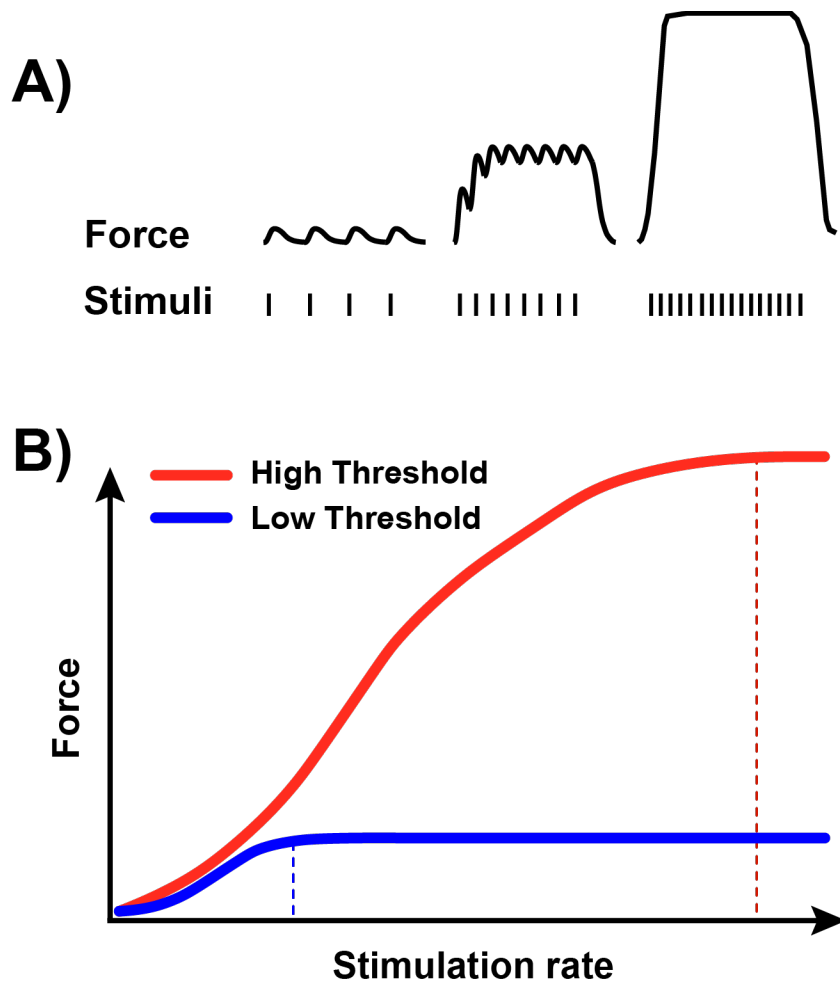 A)
Force
Stimuli
B)
High Threshold
Low Threshold
Force
Stimulation rate